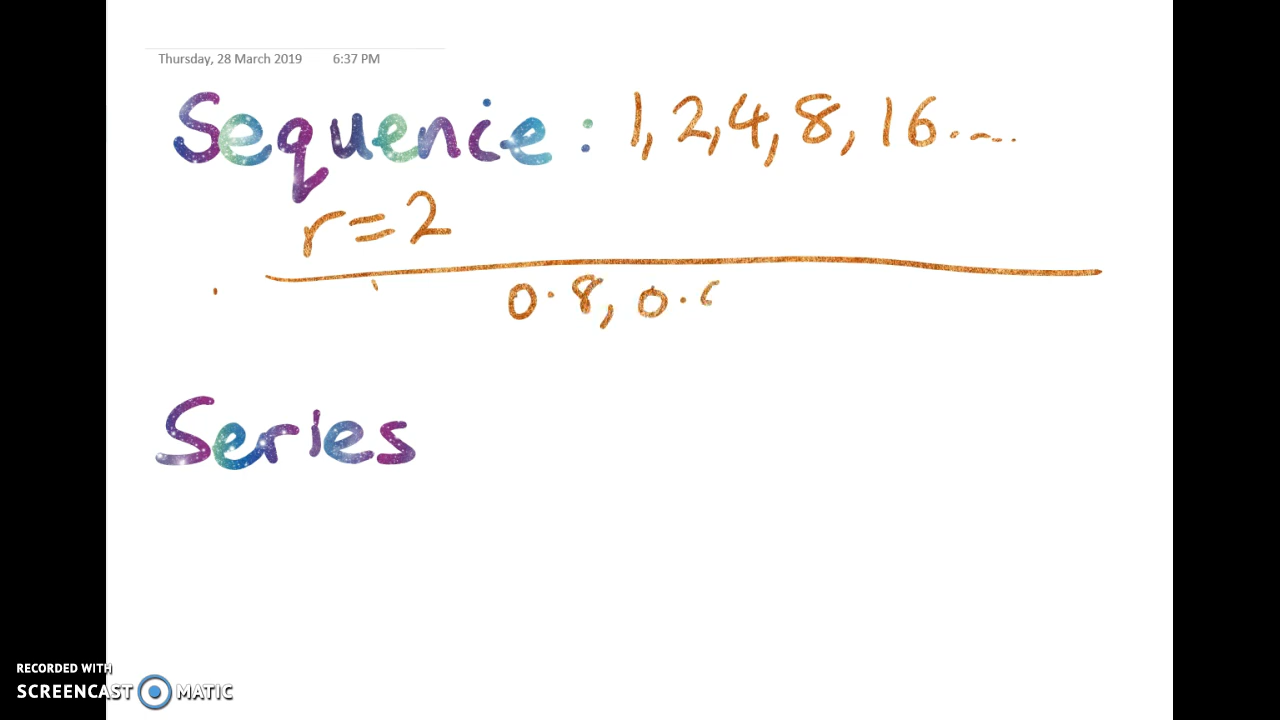 Thursday, 28 March 2019 6:37 PM
Sequence : 1, 2, 4, 8, 16.....
r = 2
0.8, 0.
Series
RECORDED WITH
SCREENCAST MATIC